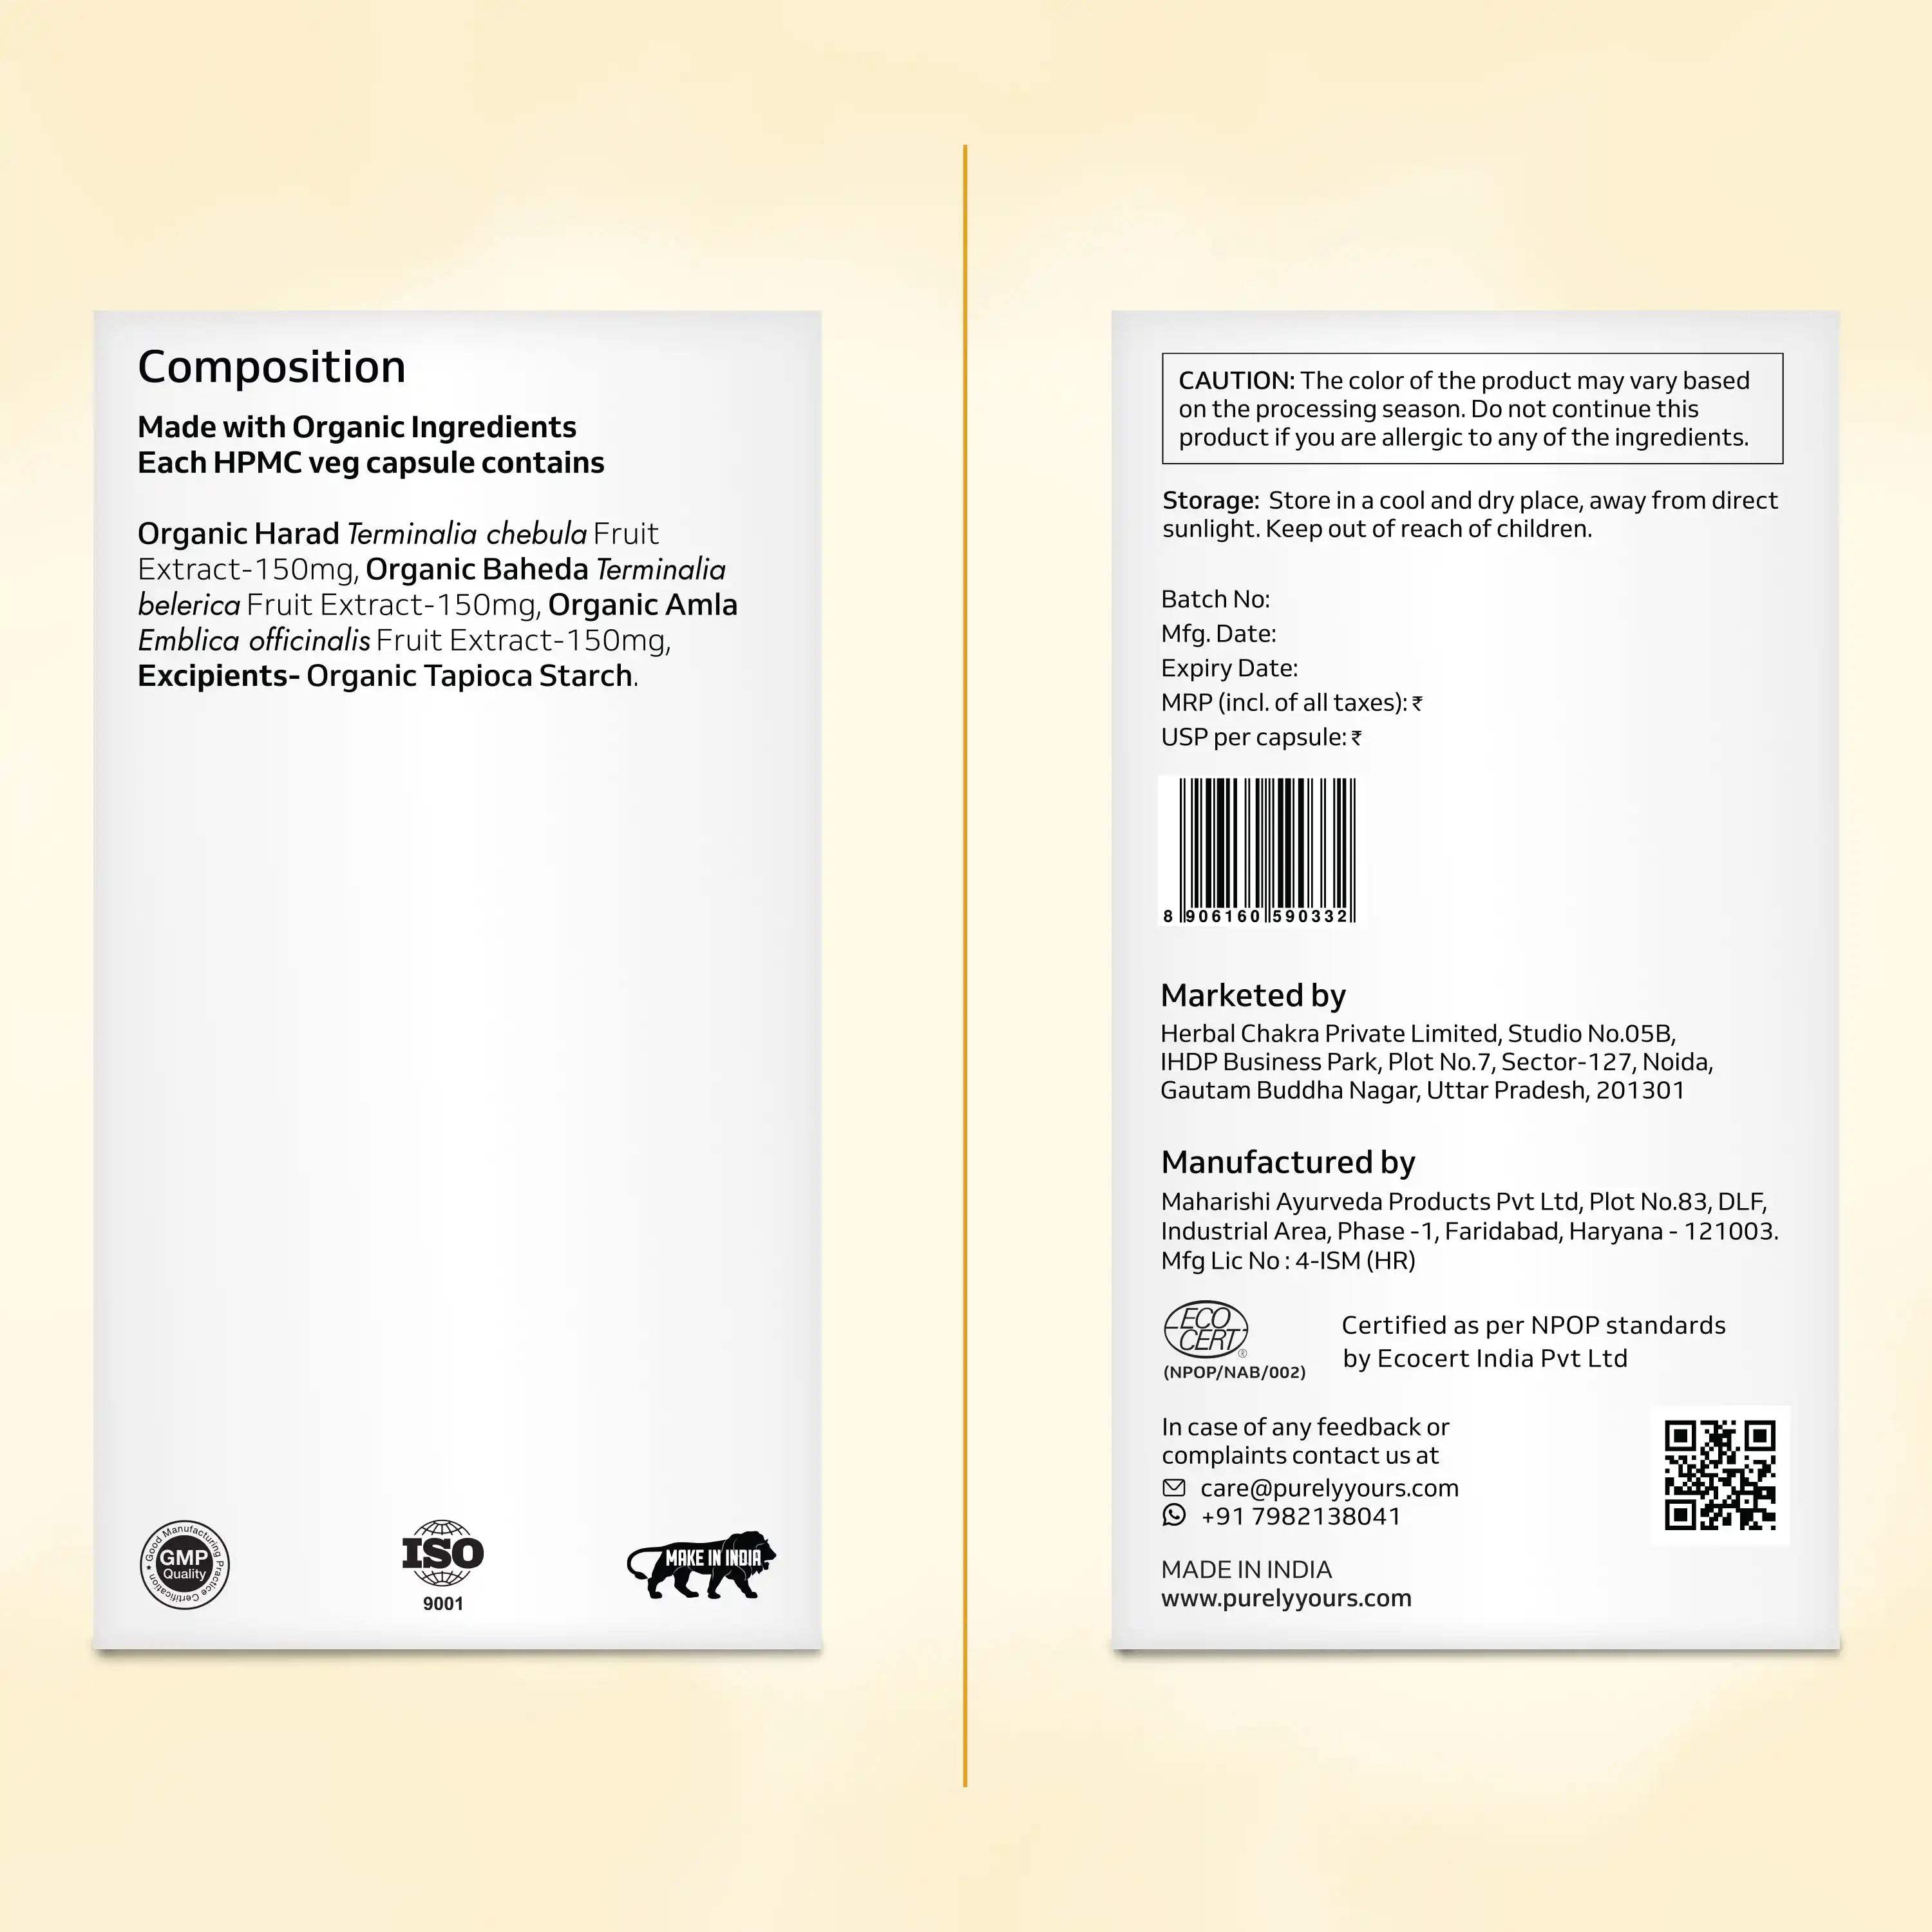 Composition
Made with Organic Ingredients
Each HPMC veg capsule contains
Organic Harad Terminalia chebula Fruit
Extract-150mg, Organic Baheda Terminalia
belerica Fruit Extract-150mg, Organic Amla
Emblica officinalis Fruit Extract-150mg,
Excipients- Organic Tapioca Starch.
Good Manufacturing Practice Certification
GMP
Quality
ISO
9001
MAKE IN INDIA
CAUTION: The color of the product may vary based
on the processing season. Do not continue this
product if you are allergic to any of the ingredients.
Storage: Store in a cool and dry place, away from direct
sunlight. Keep out of reach of children.
Batch No:
Mfg. Date:
Expiry Date:
MRP (incl. of all taxes): ₹
USP per capsule: ₹
8 906160 590332
Marketed by
Herbal Chakra Private Limited, Studio No.05B,
IHDP Business Park, Plot No.7, Sector-127, Noida,
Gautam Buddha Nagar, Uttar Pradesh, 201301
Manufactured by
Maharishi Ayurveda Products Pvt Ltd, Plot No.83, DLF,
Industrial Area, Phase -1, Faridabad, Haryana - 121003.
Mfg Lic No : 4-ISM (HR)
ECO
CERT®
(NPOP/NAB/002)
Certified as per NPOP standards
by Ecocert India Pvt Ltd
In case of any feedback or
complaints contact us at
care@purelyyours.com
+91 7982138041
MADE IN INDIA
www.purelyyours.com